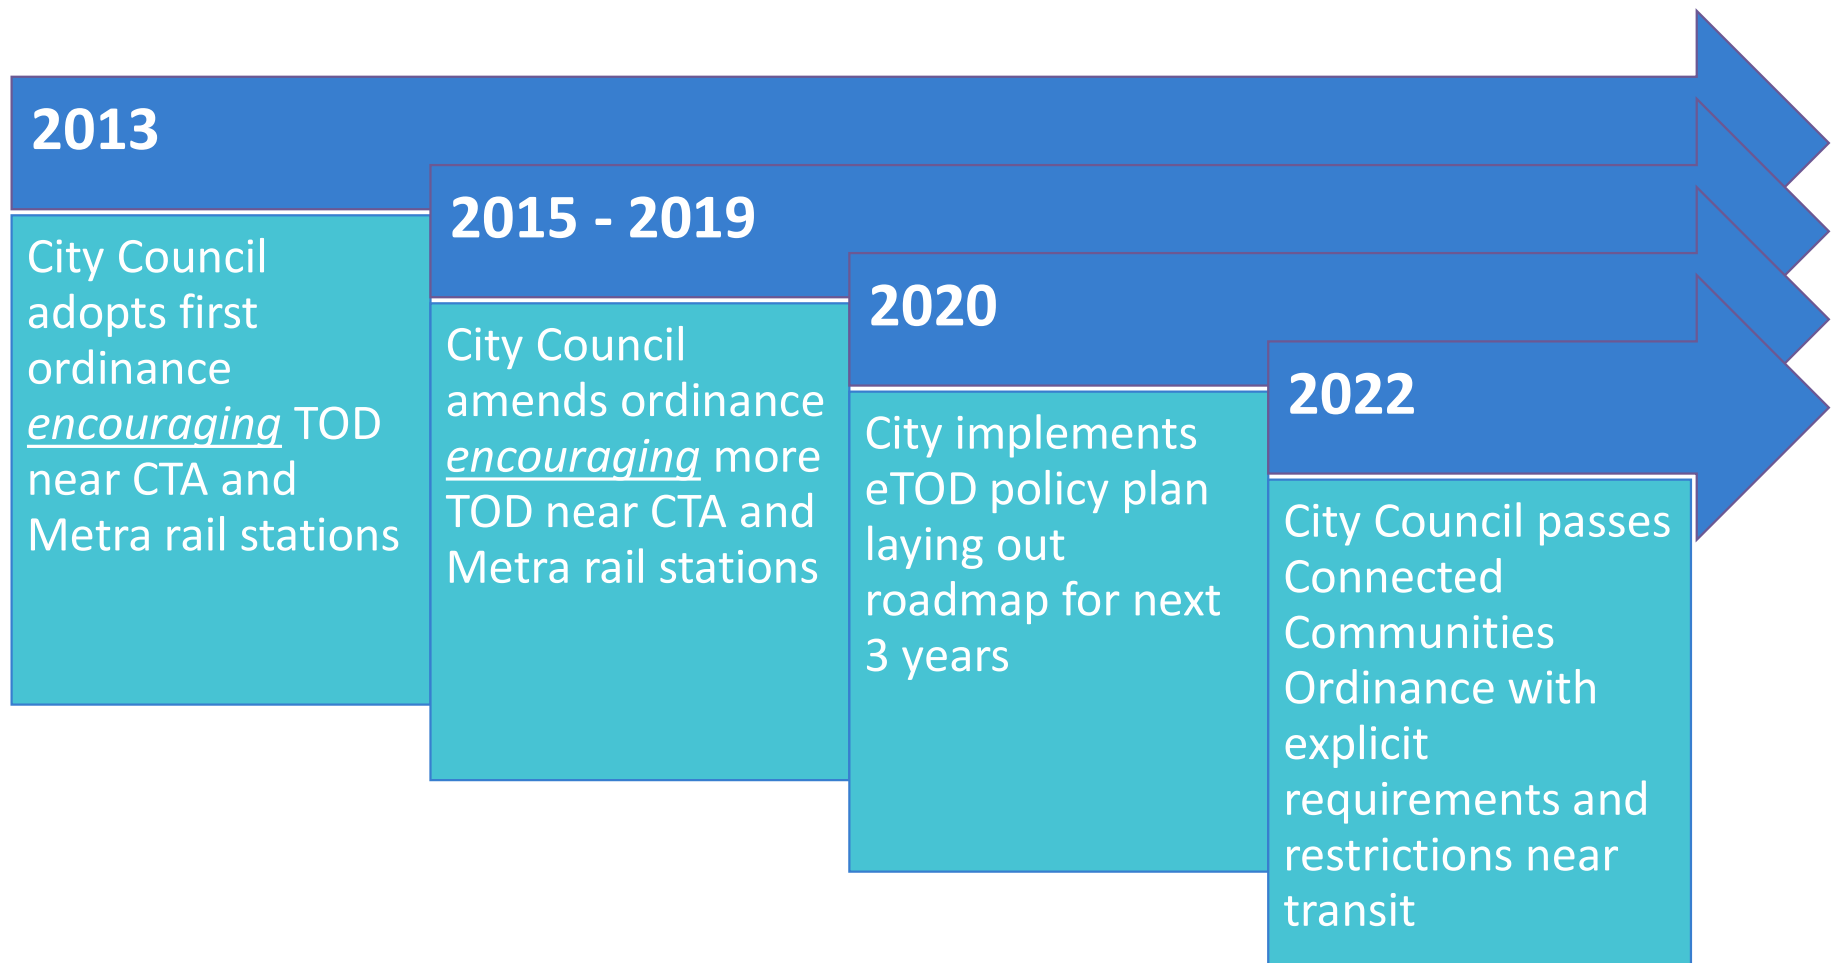 2013
City Council
adopts first
ordinance
encouraging TOD
near CTA and
Metra rail stations
2015 - 2019
City Council
amends ordinance
encouraging more
TOD near CTA and
Metra rail stations
2020
City implements
eTOD policy plan
laying out
roadmap for next
3 years
2022
City Council passes
Connected
Communities
Ordinance with
explicit
requirements and
restrictions near
transit